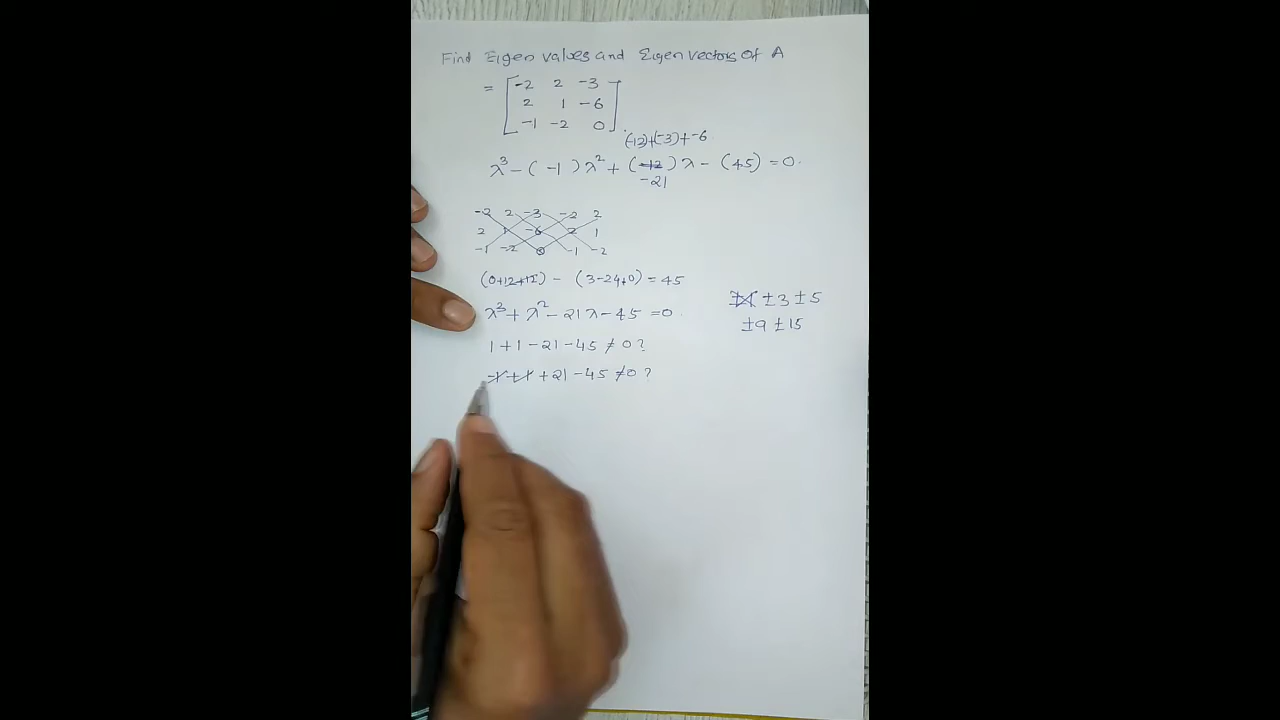 Find Eigen values and Eigen vectors Of A
= [ -2 2 -3
2 1 -6
-1 -2 0 ].
(-12)+(-3)+-6
λ³ - ( -1 ) λ² + ( -12 ) λ - (45) = 0.
-21
-2 2 -3 -2 2
2 1 -6 2 1
-1 -2 0 -1 -2
(0+12+12) - (3-24+0) = 45
λ³ + λ² - 21 λ - 45 = 0.
±1 ±3 ±5
±9 ±15
1 + 1 - 21 - 45 ≠ 0 ?
-1 + 1 + 21 - 45 ≠ 0 ?